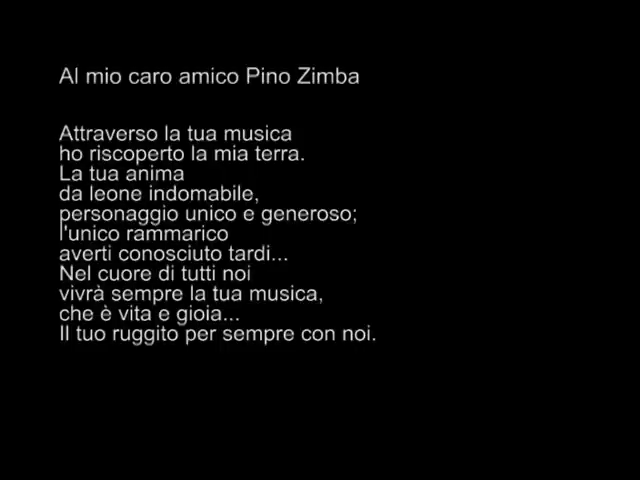 Al mio caro amico Pino Zimba
Attraverso la tua musica
ho riscoperto la mia terra.
La tua anima
da leone indomabile,
personaggio unico e generoso;
l'unico rammarico
averti conosciuto tardi...
Nel cuore di tutti noi
vivrà sempre la tua musica,
che è vita e gioia...
Il tuo ruggito per sempre con noi.